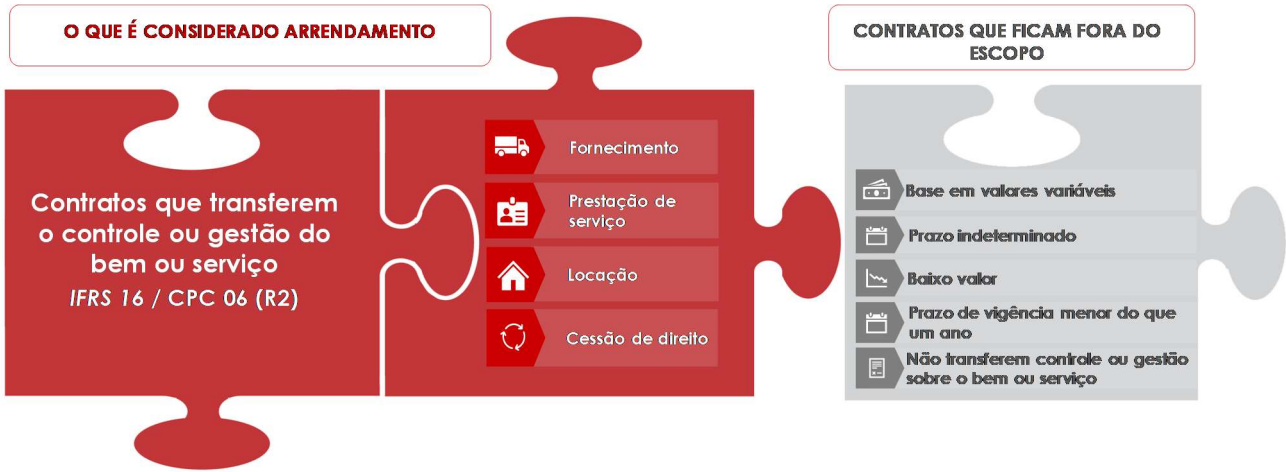 O QUE É CONSIDERADO ARRENDAMENTO
Contratos que transferem
o controle ou gestão do
bem ou serviço
IFRS 16 / CPC 06 (R2)
Fornecimento
Prestação de
serviço
Locação
Cessão de direito
CONTRATOS QUE FICAM FORA DO
ESCOPO
Base em valores variáveis
Prazo indeterminado
Baixo valor
Prazo de vigência menor do que
um ano
Não transferem controle ou gestão
sobre o bem ou serviço